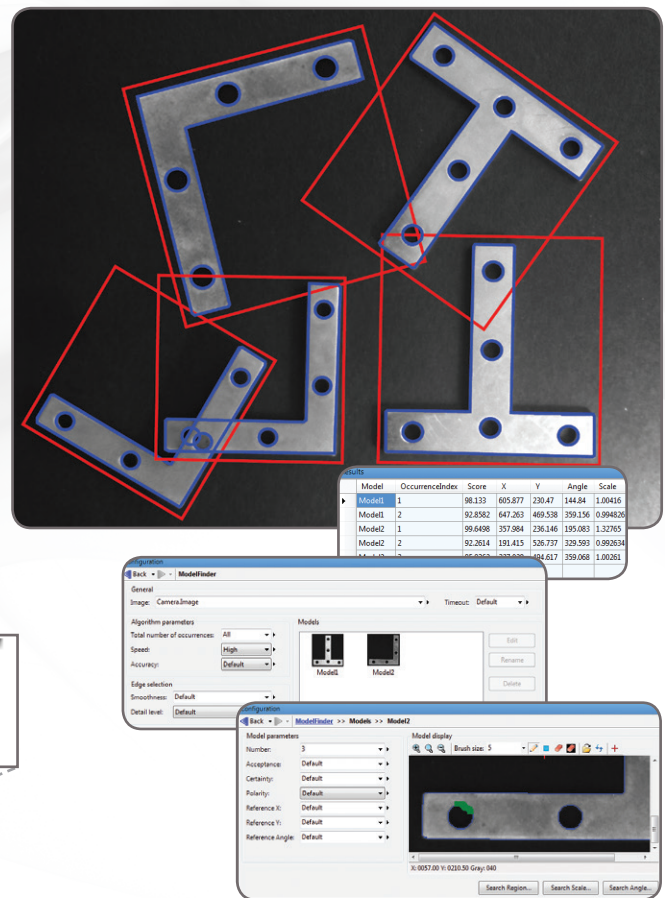 Results
Model OccurrenceIndex Score X Y Angle Scale
Model1 1 98.133 605.877 230.47 144.84 1.00416
Model1 2 92.8582 647.263 469.538 359.156 0.994826
Model2 1 99.6498 357.984 236.146 195.083 1.32765
Model2 2 92.2614 191.415 526.737 329.593 0.992634
494.617 359.068 1.00261
Configuration
Back ModelFinder
General
Image: Camera.Image Timeout: Default
Algorithm parameters Models
Total number of occurrences: All Edit
Speed: High Rename
Accuracy: Default Delete
Model1 Model2
Edge selection
Smoothness: Default
Detail level: Default
Configuration
Back ModelFinder >> Models >> Model2
Model parameters Model display
Number: 3 Brush size: 5
Acceptance: Default
Certainty: Default
Polarity: Default
Reference X: Default
Reference Y: Default
Reference Angle: Default
X: 0057.00 Y: 0210.50 Gray: 040
Search Region... Search Scale... Search Angle...